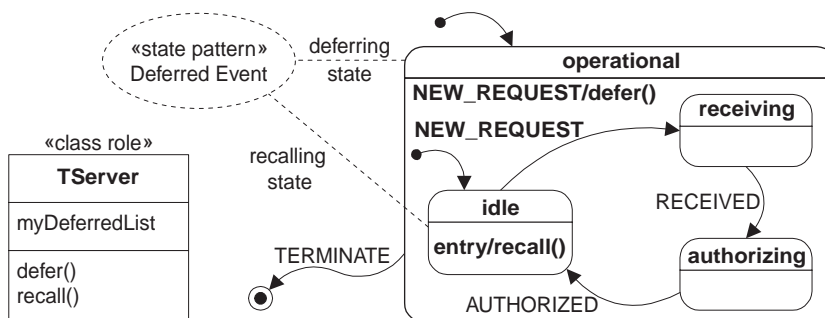 «state pattern»
Deferred Event
deferring
state
operational
NEW_REQUEST/defer()
NEW_REQUEST
receiving
«class role»
TServer
myDeferredList
defer()
recall()
recalling
state
idle
entry/recall()
RECEIVED
authorizing
TERMINATE
AUTHORIZED